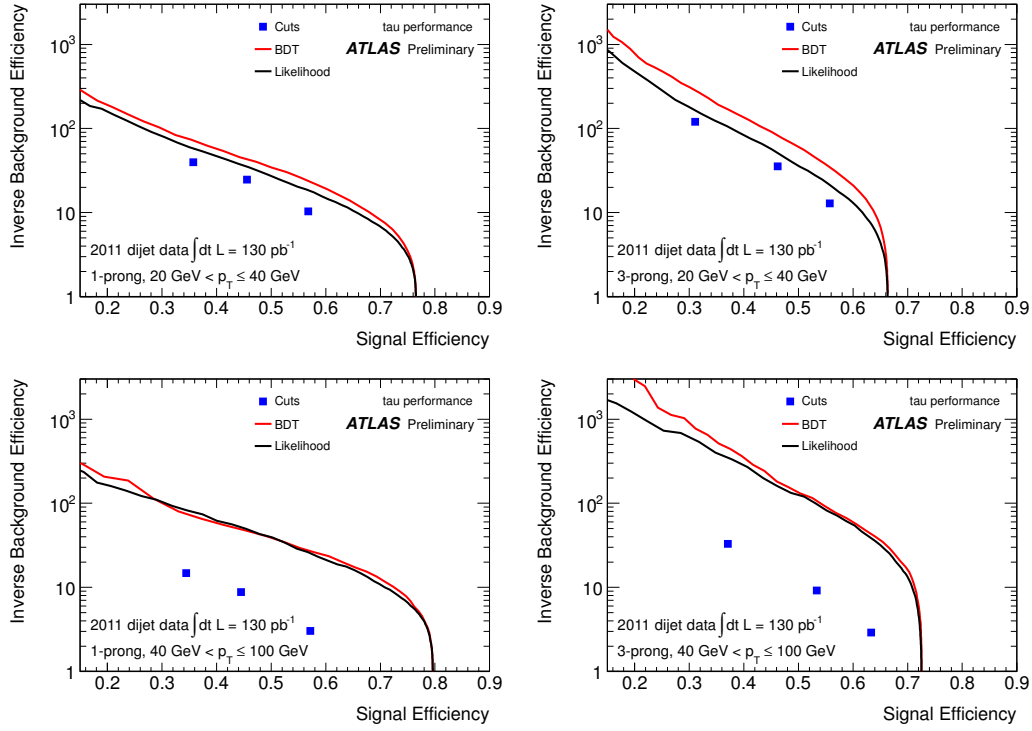 Inverse Background Efficiency
10³
10²
10
1
Cuts
BDT
Likelihood
tau performance
ATLAS Preliminary
2011 dijet data ∫dt L = 130 pb⁻¹
1-prong, 20 GeV < p_T ≤ 40 GeV
0.2 0.3 0.4 0.5 0.6 0.7 0.8 0.9
Signal Efficiency
Inverse Background Efficiency
10³
10²
10
1
Cuts
BDT
Likelihood
tau performance
ATLAS Preliminary
2011 dijet data ∫dt L = 130 pb⁻¹
3-prong, 20 GeV < p_T ≤ 40 GeV
0.2 0.3 0.4 0.5 0.6 0.7 0.8 0.9
Signal Efficiency
Inverse Background Efficiency
10³
10²
10
1
Cuts
BDT
Likelihood
tau performance
ATLAS Preliminary
2011 dijet data ∫dt L = 130 pb⁻¹
1-prong, 40 GeV < p_T ≤ 100 GeV
0.2 0.3 0.4 0.5 0.6 0.7 0.8 0.9
Signal Efficiency
Inverse Background Efficiency
10³
10²
10
1
Cuts
BDT
Likelihood
tau performance
ATLAS Preliminary
2011 dijet data ∫dt L = 130 pb⁻¹
3-prong, 40 GeV < p_T ≤ 100 GeV
0.2 0.3 0.4 0.5 0.6 0.7 0.8 0.9
Signal Efficiency